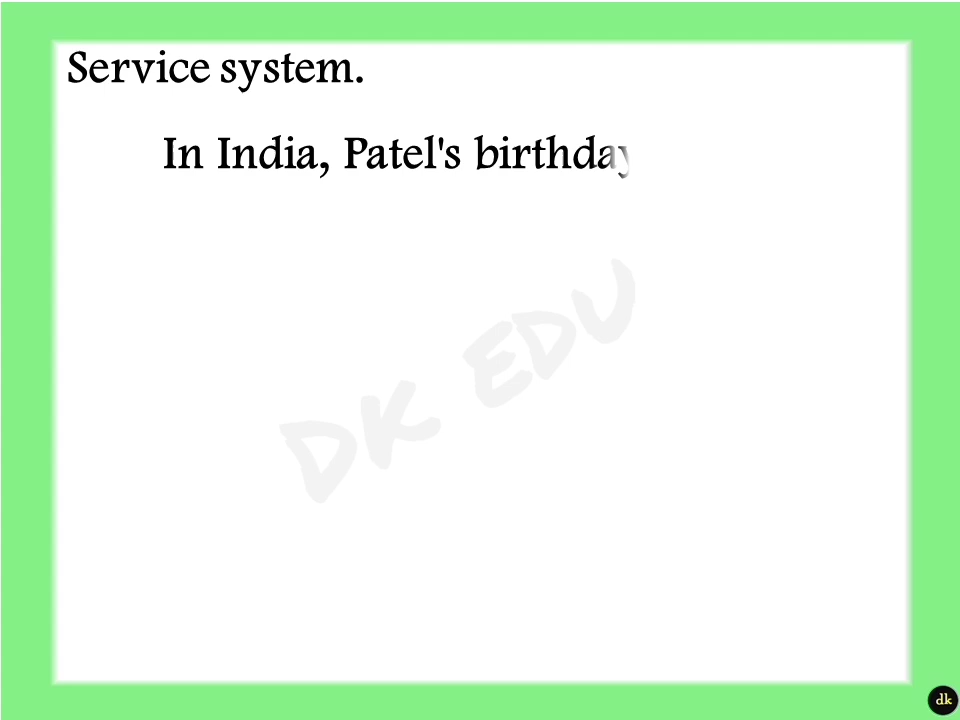 Service system.
In India, Patel's birthday
DK EDU
dk